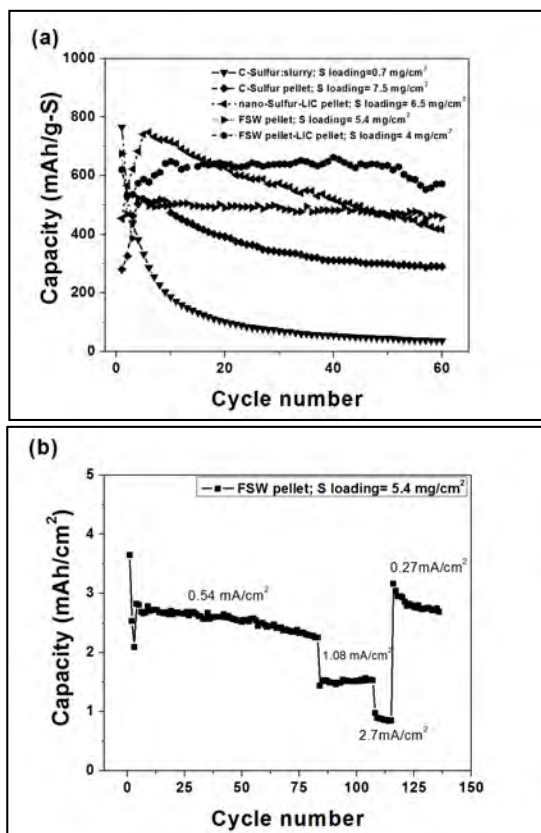 (a)
C-Sulfur:slurry; S loading=0.7 mg/cm²
C-Sulfur pellet; S loading= 7.5 mg/cm²
nano-Sulfur-LIC pellet; S loading= 6.5 mg/cm²
FSW pellet; S loading= 5.4 mg/cm²
FSW pellet-LIC pellet; S loading= 4 mg/cm²
Capacity (mAh/g-S)
1000
800
600
400
200
0
0 20 40 60
Cycle number
(b)
FSW pellet; S loading= 5.4 mg/cm²
Capacity (mAh/cm²)
5
4
3
2
1
0
0.54 mA/cm²
0.27mA/cm²
1.08 mA/cm²
2.7mA/cm²
0 25 50 75 100 125 150
Cycle number